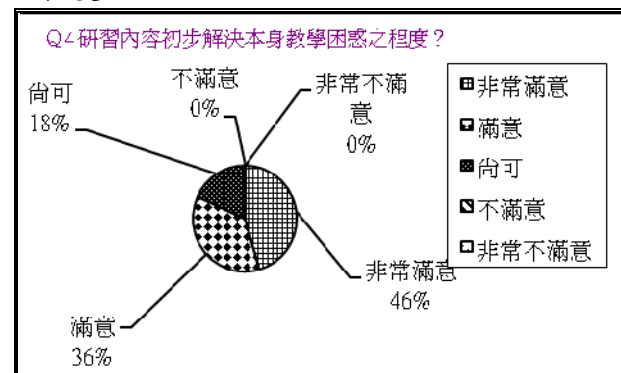 Q4研習內容初步解決本身教學困惑之程度？
尚可
18%
不滿意
0%
非常不滿
意
0%
非常滿意
46%
滿意
36%
非常滿意
滿意
尚可
不滿意
非常不滿意